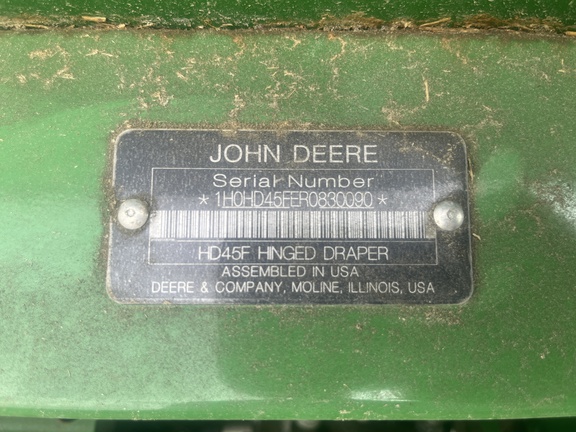 JOHN DEERE
Serial Number
*1H0HD45FER0830090*
HD45F HINGED DRAPER
ASSEMBLED IN USA
DEERE & COMPANY, MOLINE, ILLINOIS, USA